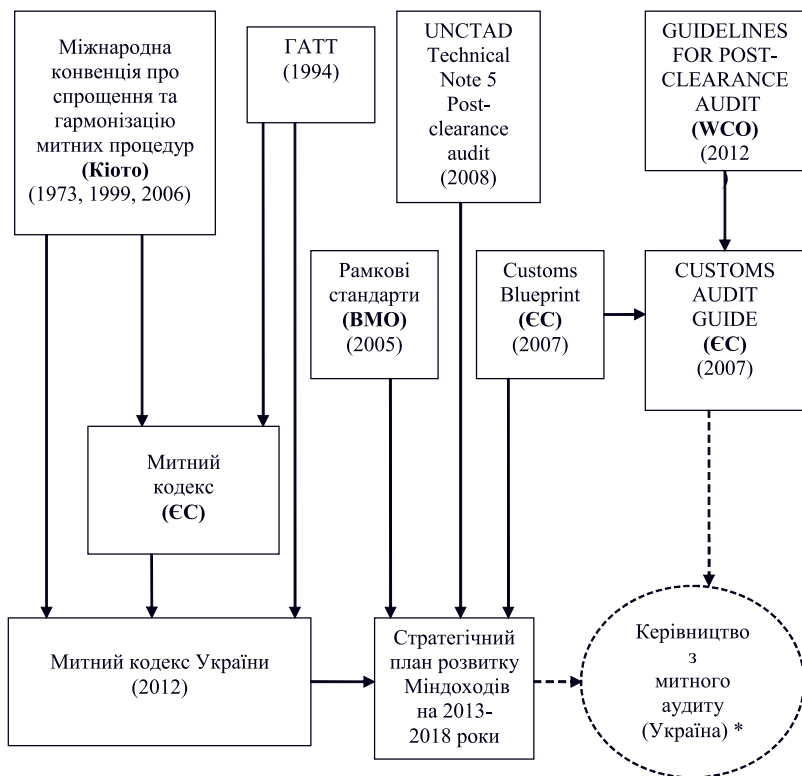 Міжнародна
конвенція про
спрощення та
гармонізацію
митних процедур
(Кіото)
(1973, 1999, 2006)
ГАТТ
(1994)
UNCTAD
Technical
Note 5
Post-
clearance
audit
(2008)
GUIDELINES
FOR POST-
CLEARANCE
AUDIT
(WCO)
(2012
)
Рамкові
стандарти
(ВМО)
(2005)
Customs
Blueprint
(ЄС)
(2007)
CUSTOMS
AUDIT
GUIDE
(ЄС)
(2007)
Митний
кодекс
(ЄС)
Митний кодекс України
(2012)
Стратегічний
план розвитку
Міндоходів
на 2013-
2018 роки
Керівництво
з
митного
аудиту
(Україна) *